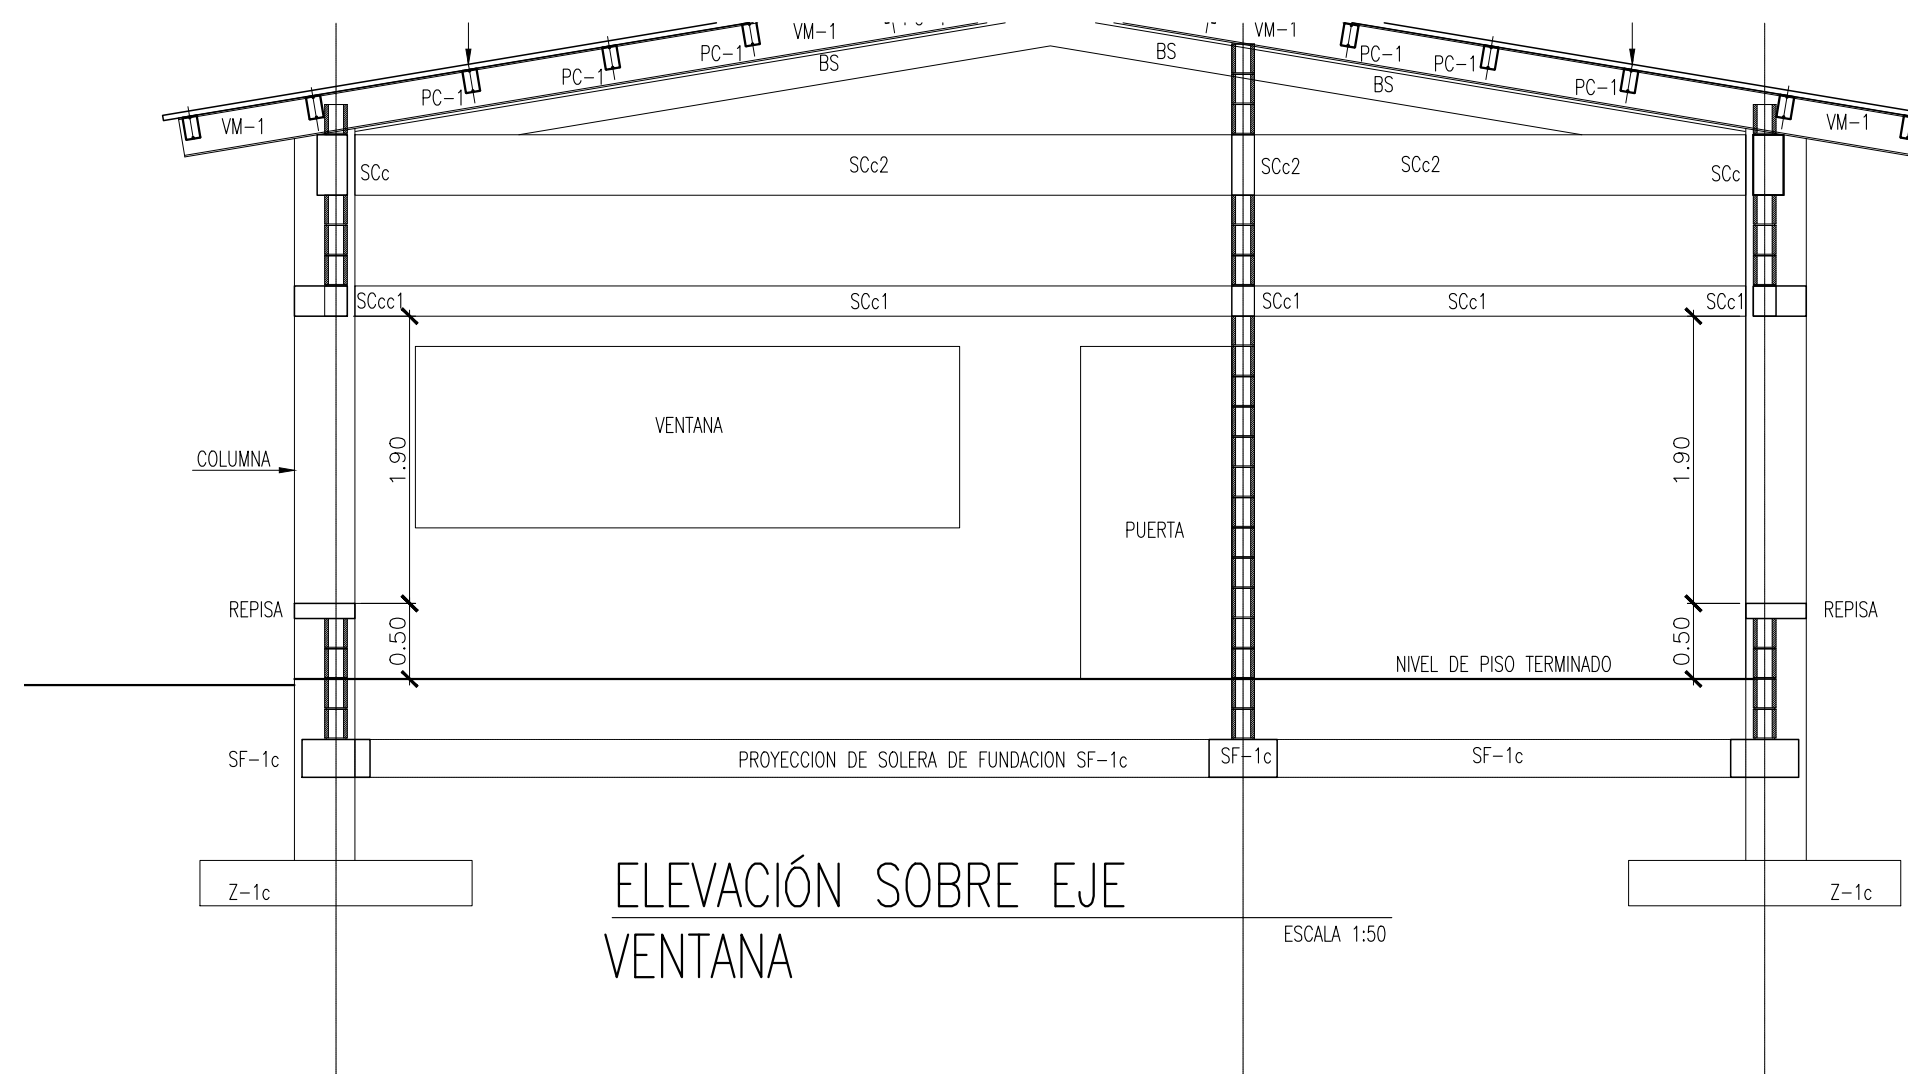 VM-1
VM-1
PC-1
PC-1
BS
BS
PC-1
PC-1
PC-1
PC-1
BS
PC-1
VM-1
VM-1
SCc
SCc2
SCc2
SCc2
SCc
SCcc1
SCc1
SCc1
SCc1
SCc1
VENTANA
COLUMNA
1.90
1.90
PUERTA
REPISA
REPISA
0.50
0.50
NIVEL DE PISO TERMINADO
SF-1c
PROYECCION DE SOLERA DE FUNDACION SF-1c
SF-1c
SF-1c
Z-1c
Z-1c
ELEVACIÓN SOBRE EJE
ESCALA 1:50
VENTANA